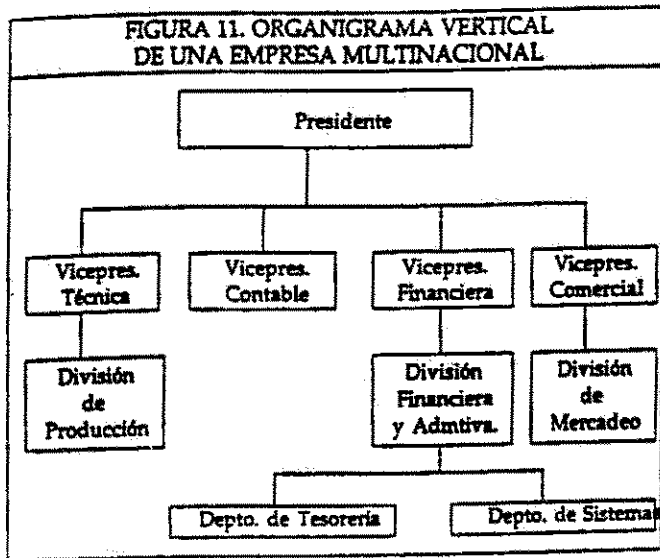 FIGURA 11. ORGANIGRAMA VERTICAL
DE UNA EMPRESA MULTINACIONAL
Presidente
Vicepres.
Técnica
Vicepres.
Contable
Vicepres.
Financiera
Vicepres.
Comercial
División
de
Producción
División
Financiera
y Admtiva.
División
de
Mercadeo
Depto. de Tesorería
Depto. de Sistemas